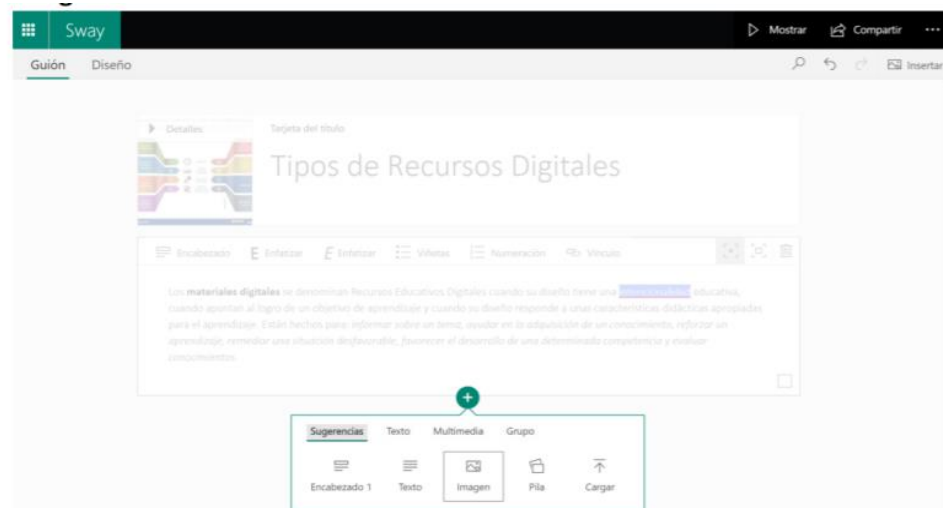 Sway
Mostrar
Compartir
Guión
Diseño
Insertar
Detalles
Tarjeta del título
Tipos de Recursos Digitales
Encabezado
E Enfatizar
E Enfatizar
Viñetas
Numeración
Vínculo
Los materiales digitales se denominan Recursos Educativos Digitales cuando su diseño tiene una educativa,
cuando apuntan al logro de un objetivo de aprendizaje y cuando su diseño responde a unas características didácticas apropiadas
para el aprendizaje. Están hechos para: informar sobre un tema, ayudar en la adquisición de un conocimiento, reforzar un
aprendizaje, remediar una situación desfavorable, favorecer el desarrollo de una determinada competencia y evaluar
conocimientos.
Sugerencias
Texto
Multimedia
Grupo
Encabezado 1
Texto
Imagen
Pila
Cargar